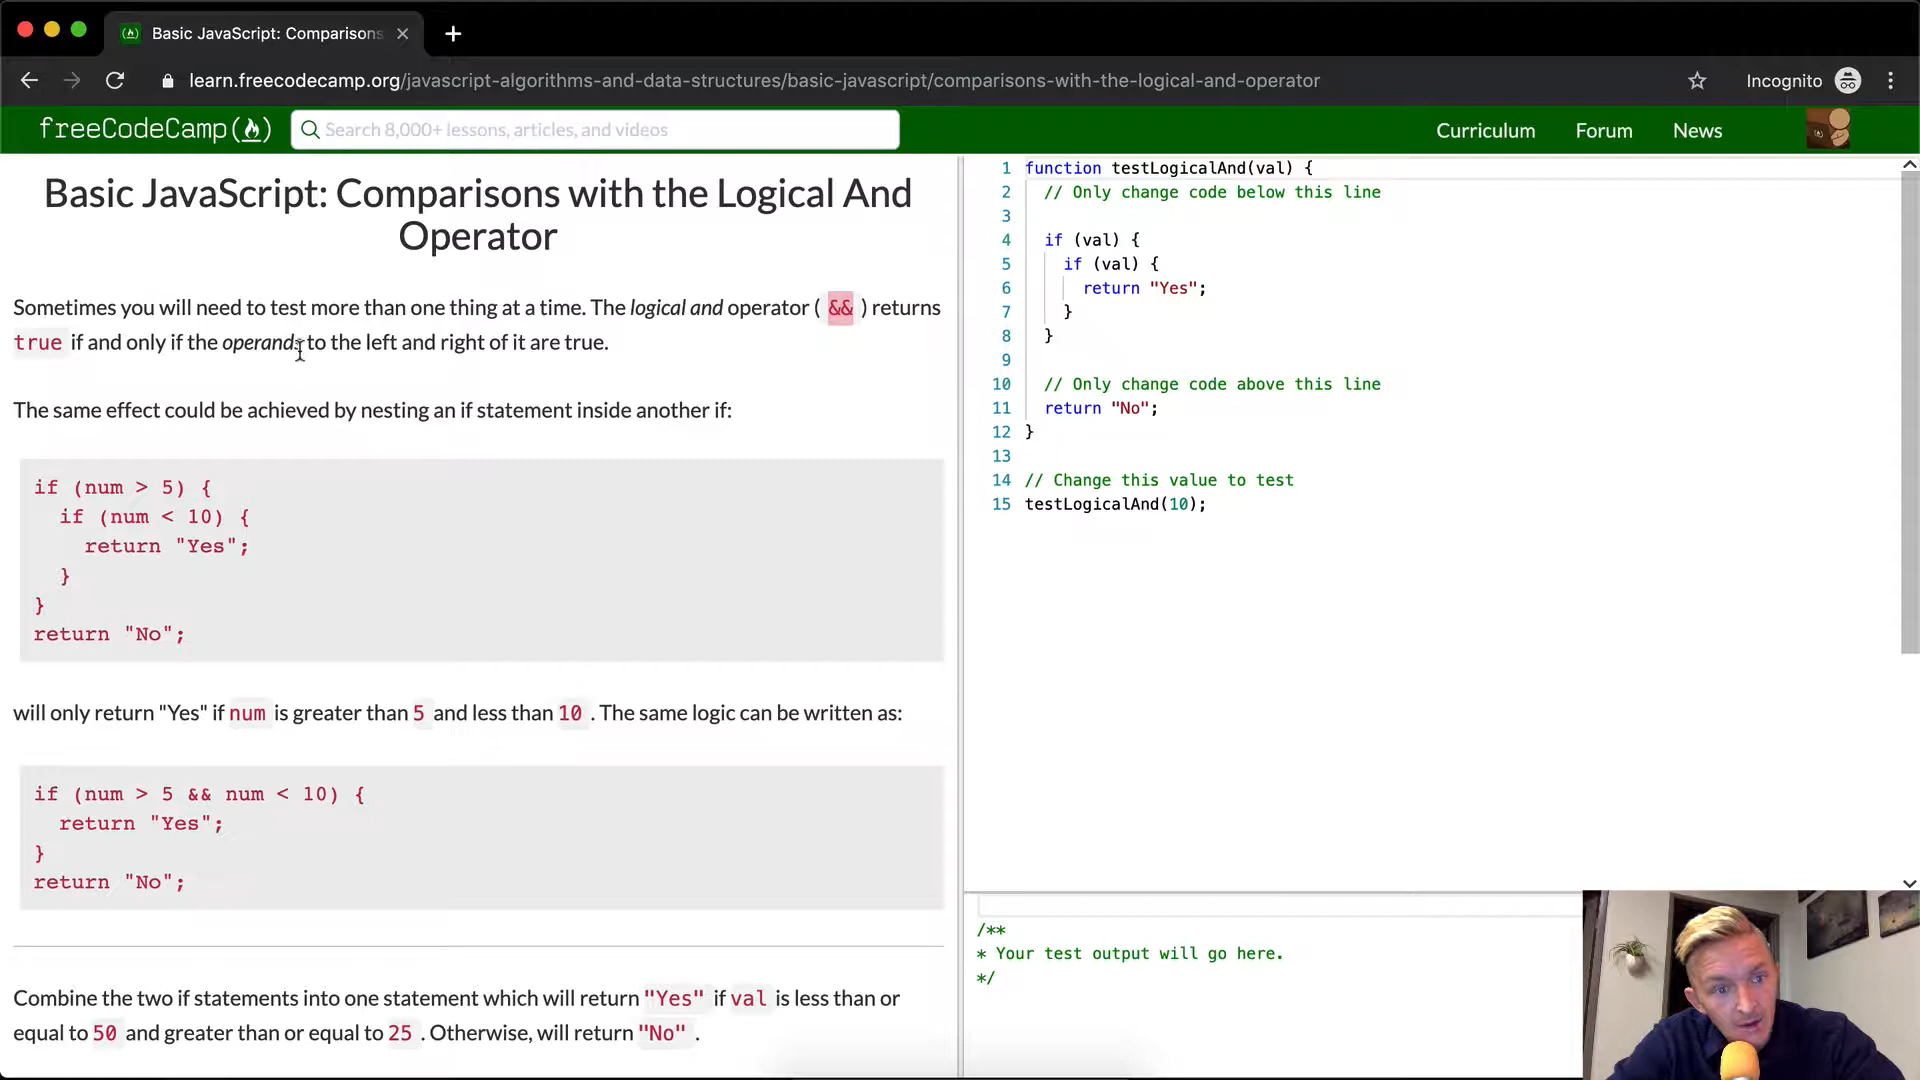 Basic JavaScript: Comparisons
learn.freecodecamp.org/javascript-algorithms-and-data-structures/basic-javascript/comparisons-with-the-logical-and-operator
Incognito
freeCodeCamp
Search 8,000+ lessons, articles, and videos
Curriculum
Forum
News
Basic JavaScript: Comparisons with the Logical And
Operator
Sometimes you will need to test more than one thing at a time. The logical and operator ( && ) returns
true if and only if the operands to the left and right of it are true.
The same effect could be achieved by nesting an if statement inside another if:
if (num > 5) {
if (num < 10) {
return "Yes";
}
}
return "No";
will only return "Yes" if num is greater than 5 and less than 10 . The same logic can be written as:
if (num > 5 && num < 10) {
return "Yes";
}
return "No";
Combine the two if statements into one statement which will return "Yes" if val is less than or
equal to 50 and greater than or equal to 25 . Otherwise, will return "No" .
1 function testLogicalAnd(val) {
2 // Only change code below this line
3
4 if (val) {
5 if (val) {
6 return "Yes";
7 }
8 }
9
10 // Only change code above this line
11 return "No";
12 }
13
14 // Change this value to test
15 testLogicalAnd(10);
/**
* Your test output will go here.
*/